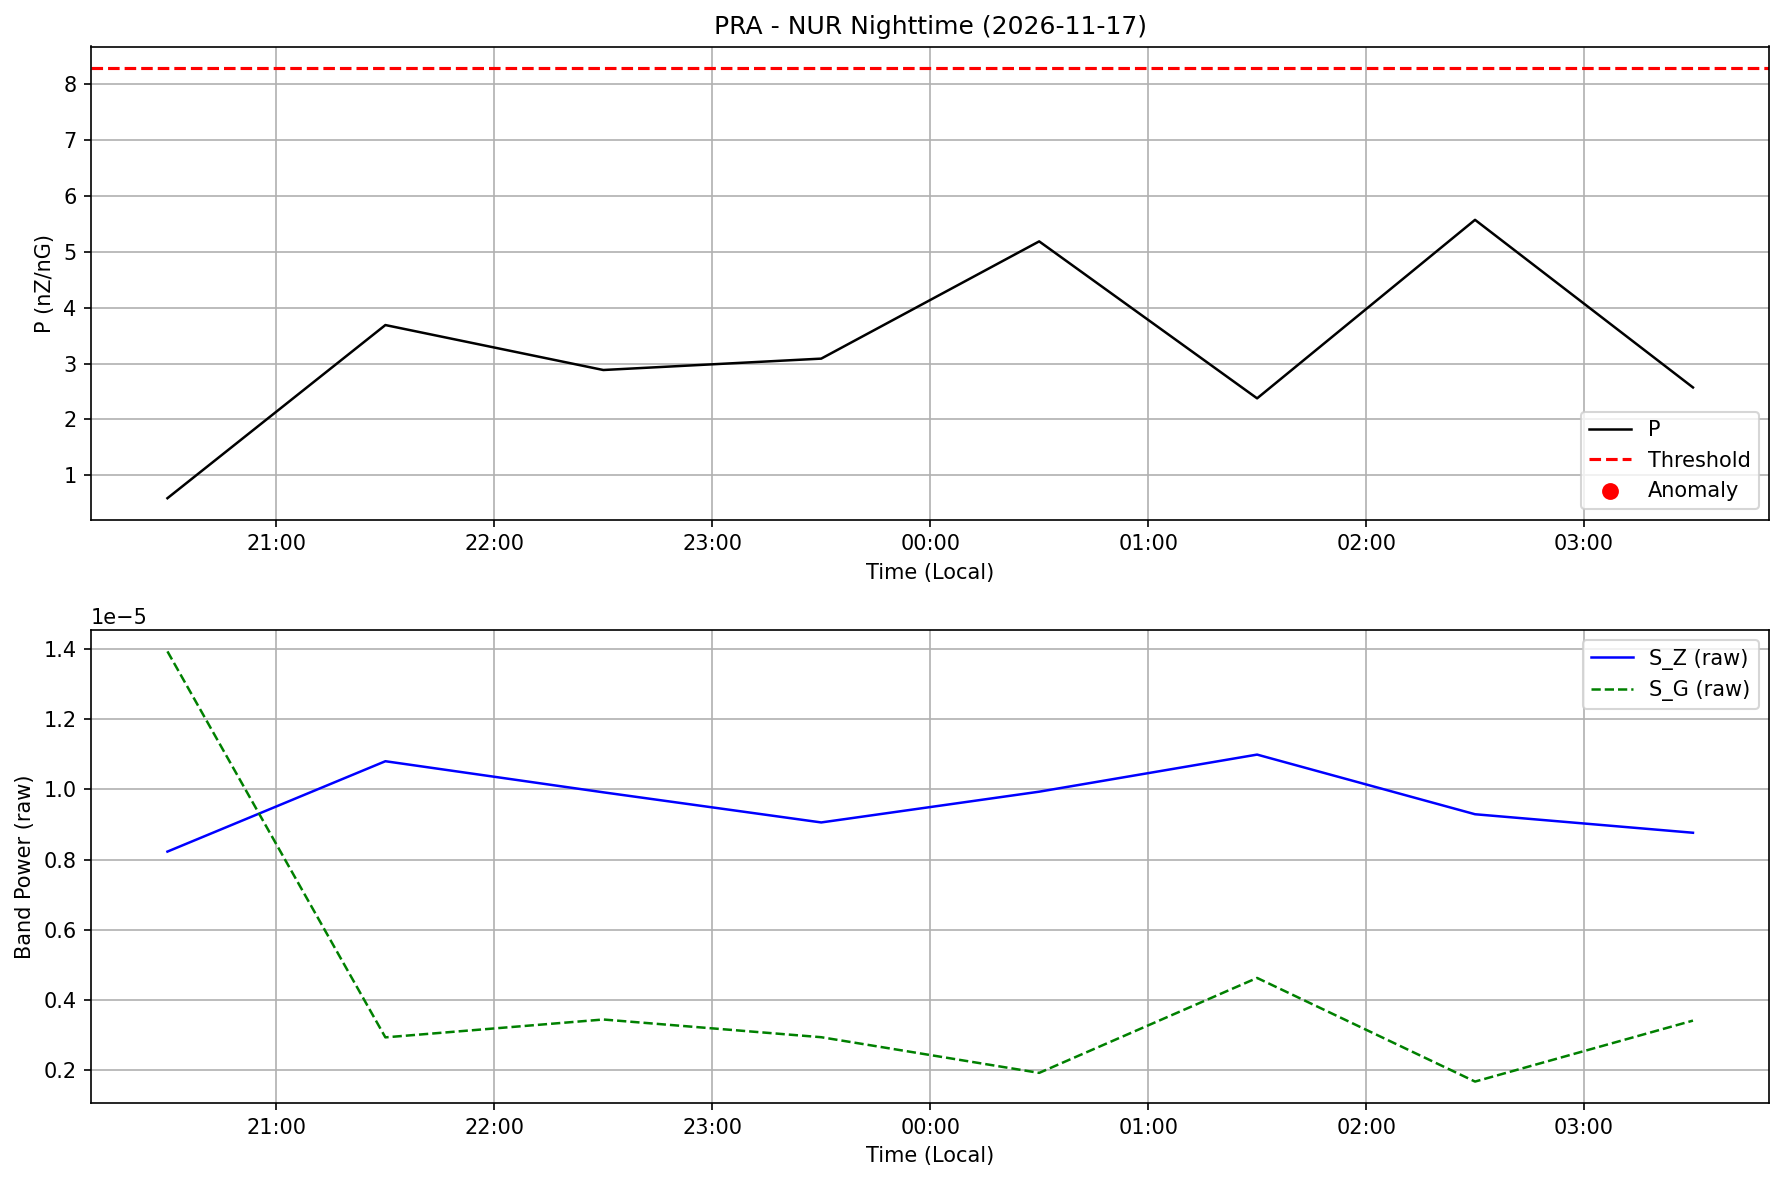 PRA - NUR Nighttime (2026-11-17)
P (nZ/nG)
8
7
6
5
4
3
2
1
P
Threshold
Anomaly
21:00 22:00 23:00 00:00 01:00 02:00 03:00
Time (Local)
1e−5
Band Power (raw)
1.4
1.2
1.0
0.8
0.6
0.4
0.2
S_Z (raw)
S_G (raw)
21:00 22:00 23:00 00:00 01:00 02:00 03:00
Time (Local)